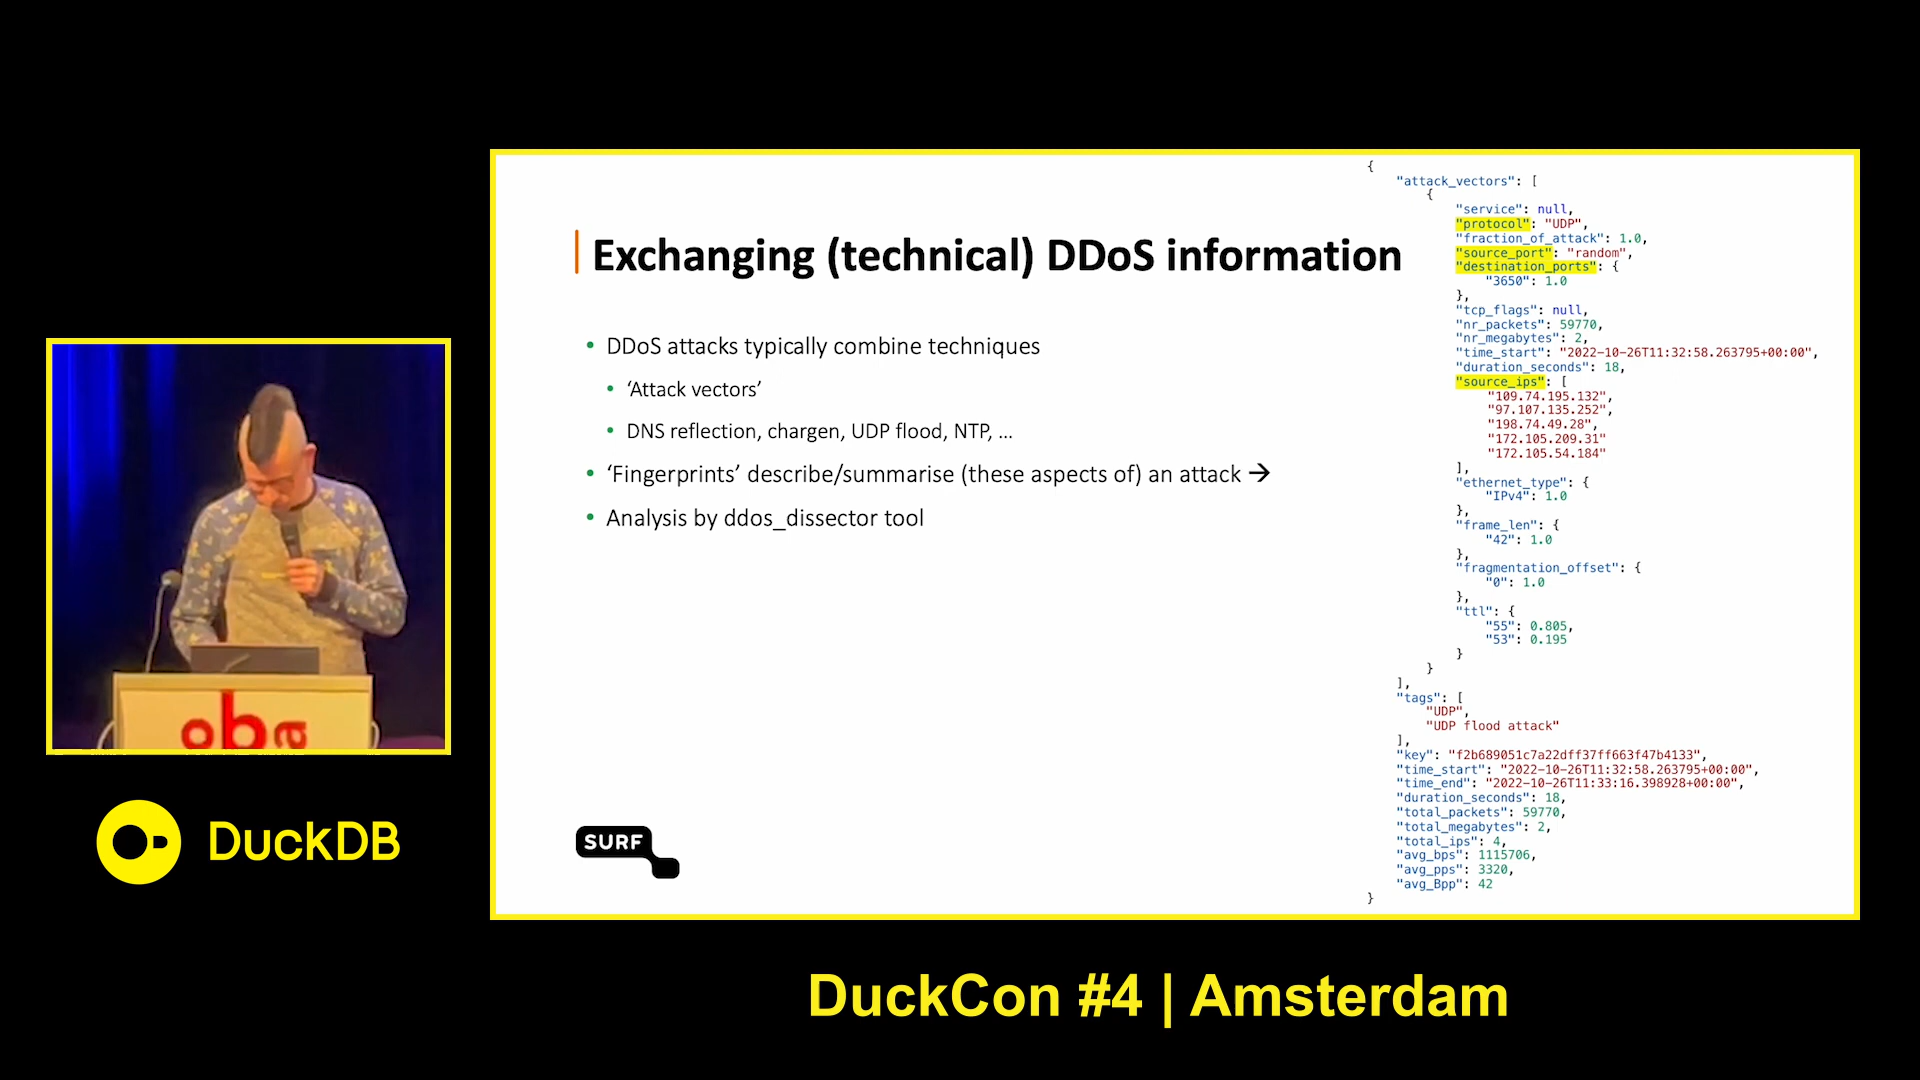 Exchanging (technical) DDoS information
• DDoS attacks typically combine techniques
• ‘Attack vectors’
• DNS reflection, chargen, UDP flood, NTP, ...
• ‘Fingerprints’ describe/summarise (these aspects of) an attack →
• Analysis by ddos_dissector tool
{
"attack_vectors": [
{
"service": null,
"protocol": "UDP",
"fraction_of_attack": 1.0,
"source_port": "random",
"destination_ports": {
"3650": 1.0
},
"tcp_flags": null,
"nr_packets": 59770,
"nr_megabytes": 2,
"time_start": "2022-10-26T11:32:58.263795+00:00",
"duration_seconds": 18,
"source_ips": [
"109.74.195.132",
"97.107.135.252",
"198.74.49.28",
"172.105.209.31"
"172.105.54.184"
],
"ethernet_type": {
"IPv4": 1.0
},
"frame_len": {
"42": 1.0
},
"fragmentation_offset": {
"0": 1.0
},
"ttl": {
"55": 0.805,
"53": 0.195
}
}
],
"tags": [
"UDP",
"UDP flood attack"
],
"key": "f2b689051c7a22dff37ff663f47b4133",
"time_start": "2022-10-26T11:32:58.263795+00:00",
"time_end": "2022-10-26T11:33:16.398928+00:00",
"duration_seconds": 18,
"total_packets": 59770,
"total_megabytes": 2,
"total_ips": 4,
"avg_bps": 1115706,
"avg_pps": 3320,
"avg_Bpp": 42
}
SURF
oba
DuckDB
DuckCon #4 | Amsterdam